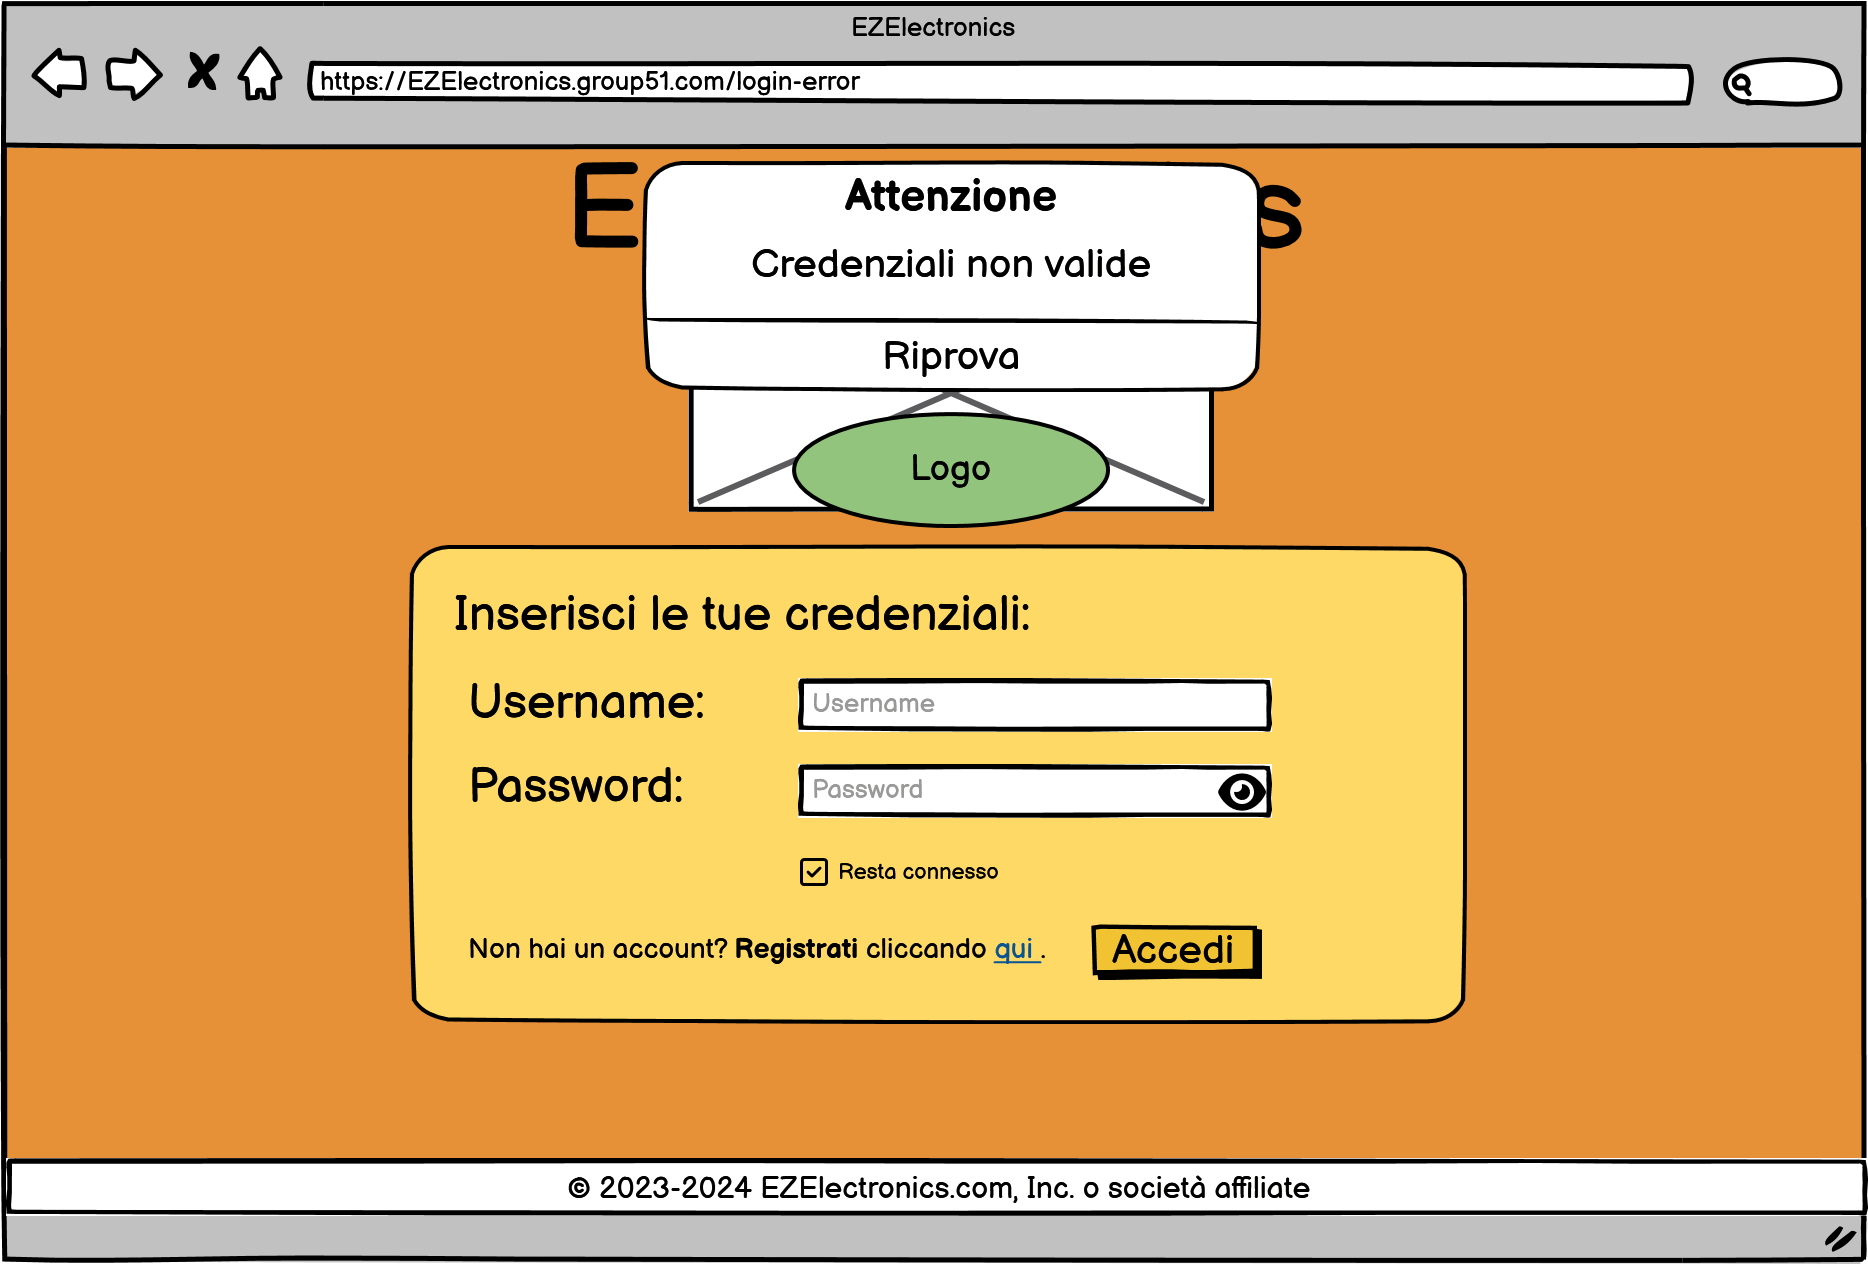 EZElectronics
https://EZElectronics.group51.com/login-error
Attenzione
Credenziali non valide
Riprova
Logo
Inserisci le tue credenziali:
Username:
Username
Password:
Password
Resta connesso
Non hai un account? Registrati cliccando qui .
Accedi
© 2023-2024 EZElectronics.com, Inc. o società affiliate